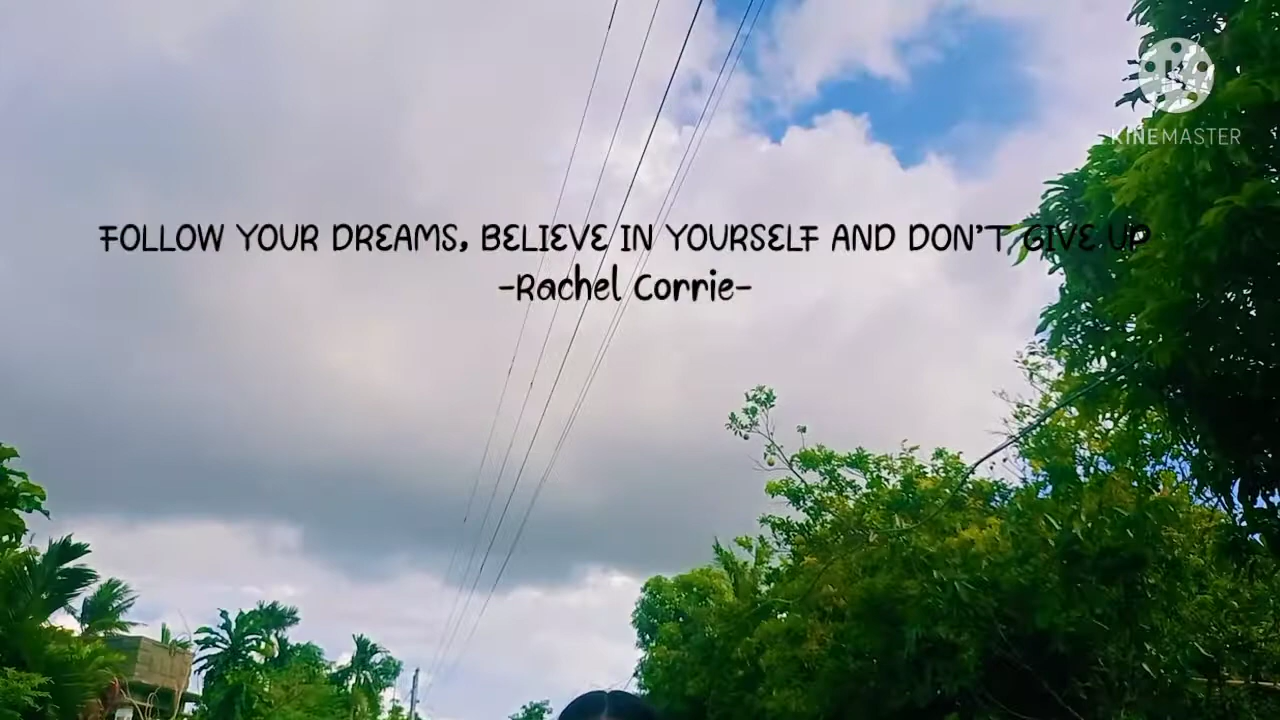 KINEMASTER
FOLLOW YOUR DREAMS, BELIEVE IN YOURSELF AND DON'T GIVE UP
-Rachel Corrie-